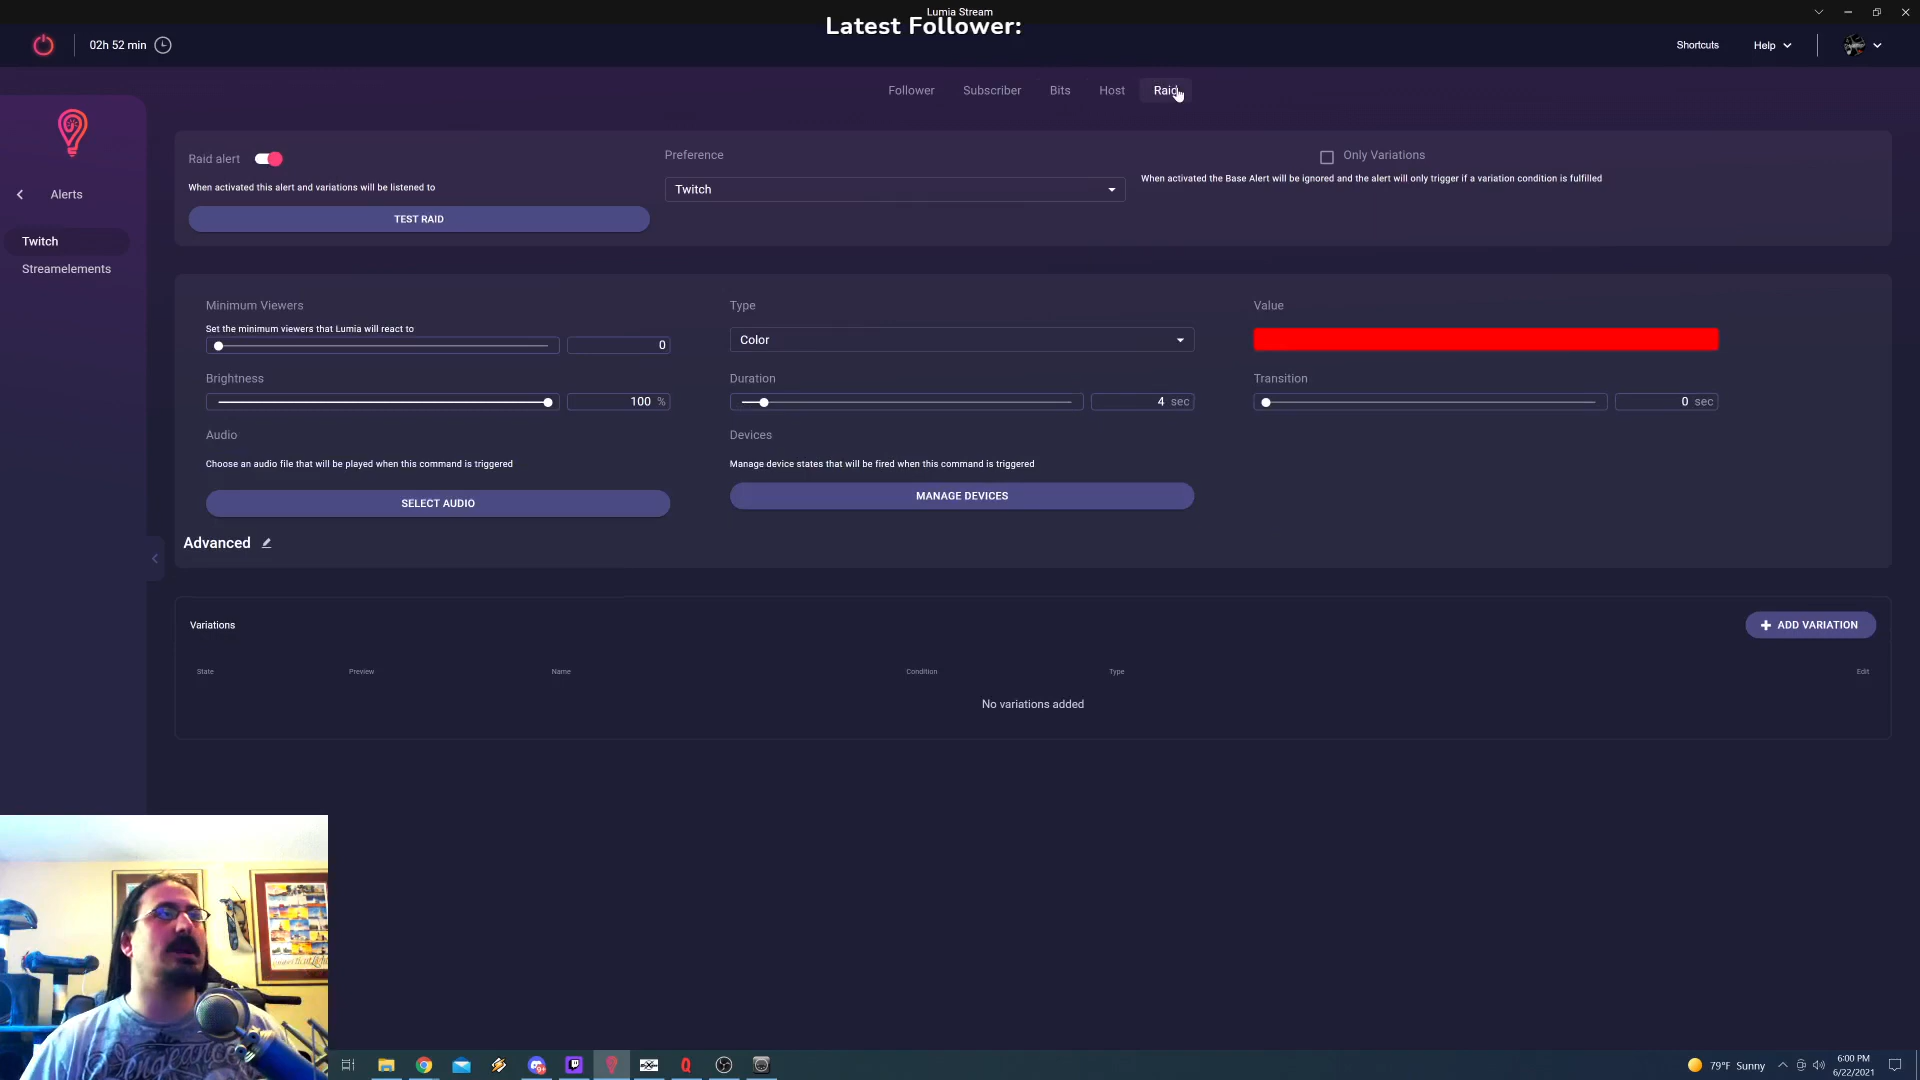 Lumia Stream
Latest Follower:
02h 52 min
Shortcuts
Help
Follower
Subscriber
Bits
Host
Raid
Alerts
Twitch
Streamelements
Raid alert
When activated this alert and variations will be listened to
TEST RAID
Preference
Twitch
Only Variations
When activated the Base Alert will be ignored and the alert will only trigger if a variation condition is fulfilled
Minimum Viewers
Set the minimum viewers that Lumia will react to
0
Type
Color
Value
Brightness
100 %
Duration
4 sec
Transition
0 sec
Audio
Choose an audio file that will be played when this command is triggered
SELECT AUDIO
Devices
Manage device states that will be fired when this command is triggered
MANAGE DEVICES
Advanced
Variations
ADD VARIATION
State
Preview
Name
Condition
Type
Edit
No variations added
79°F Sunny
6:00 PM
6/22/2021